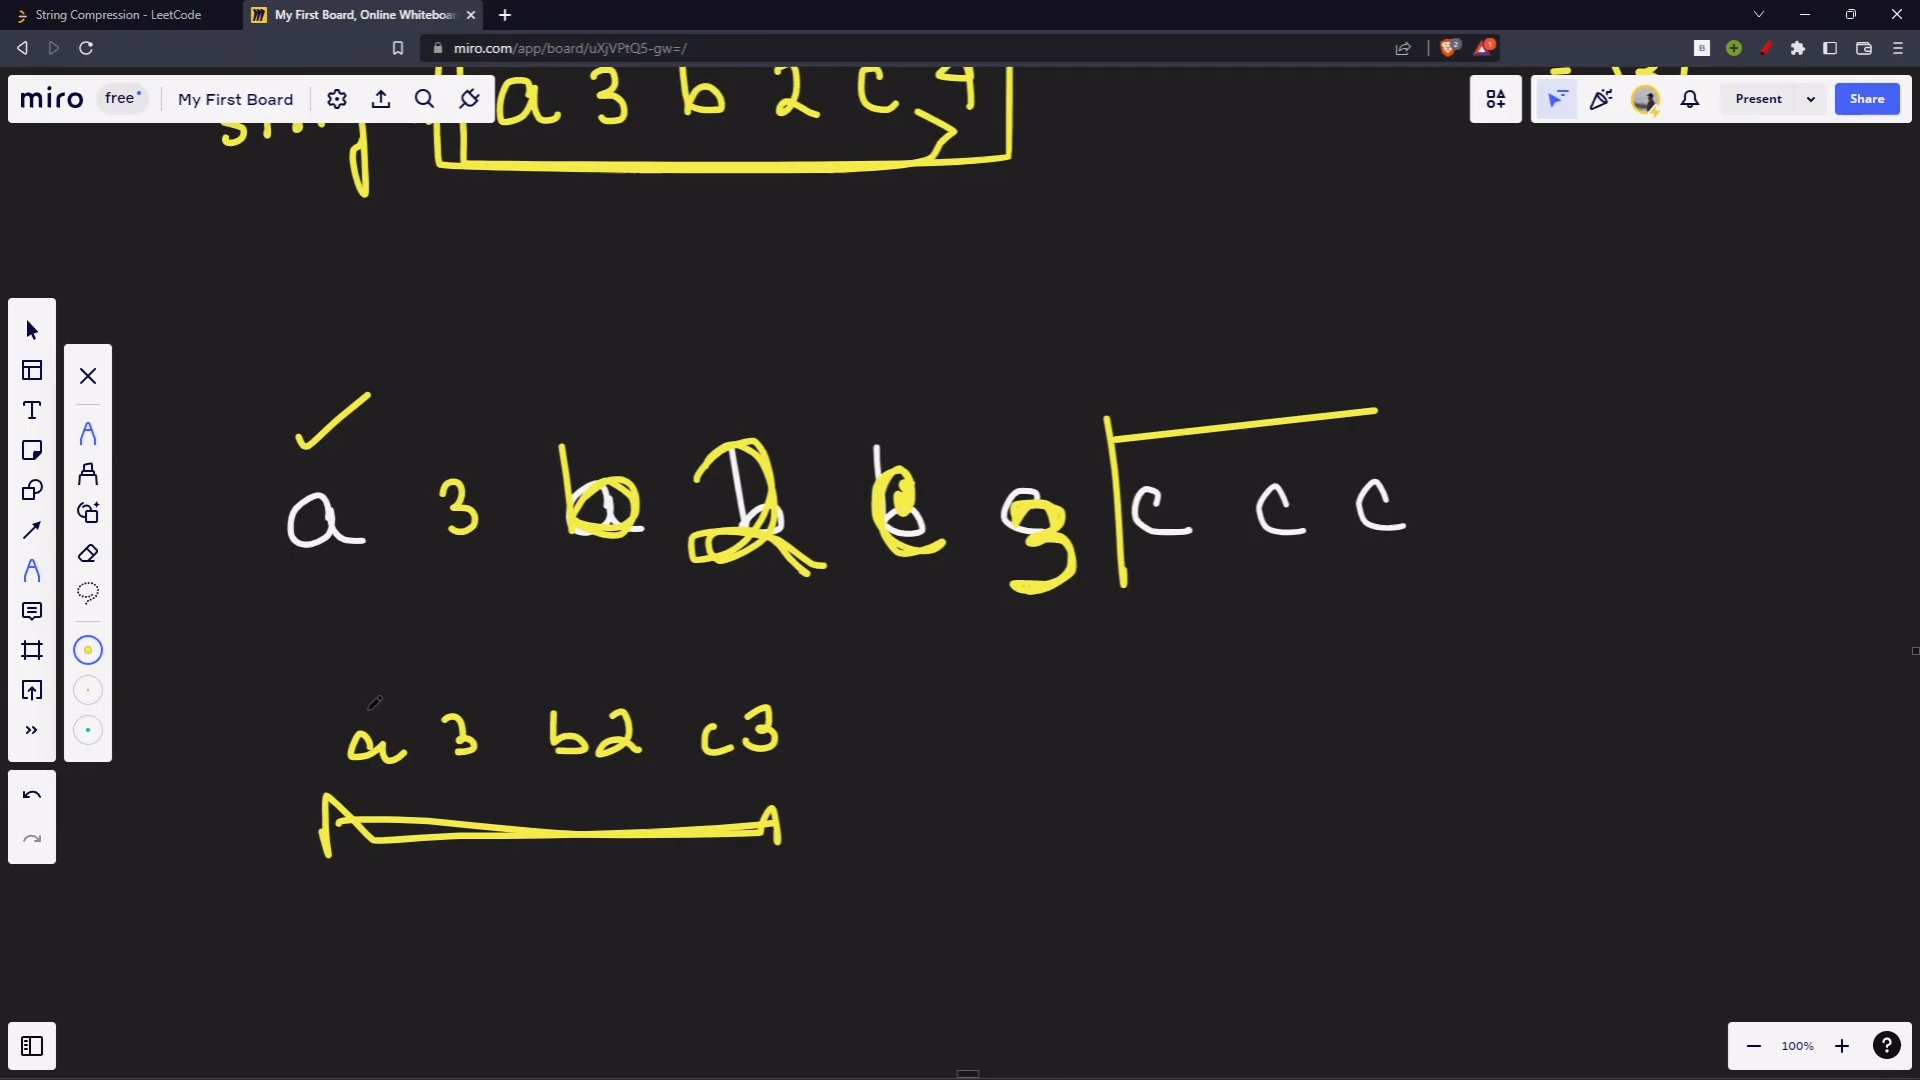 String Compression - LeetCode
My First Board, Online Whiteboar
miro.com/app/board/uXjVPtQ5-gw=/
miro free My First Board
Present Share
a 3 b 2 c 4
a 3 b 2 c 3 c c c
a 3 b2 c3
100%